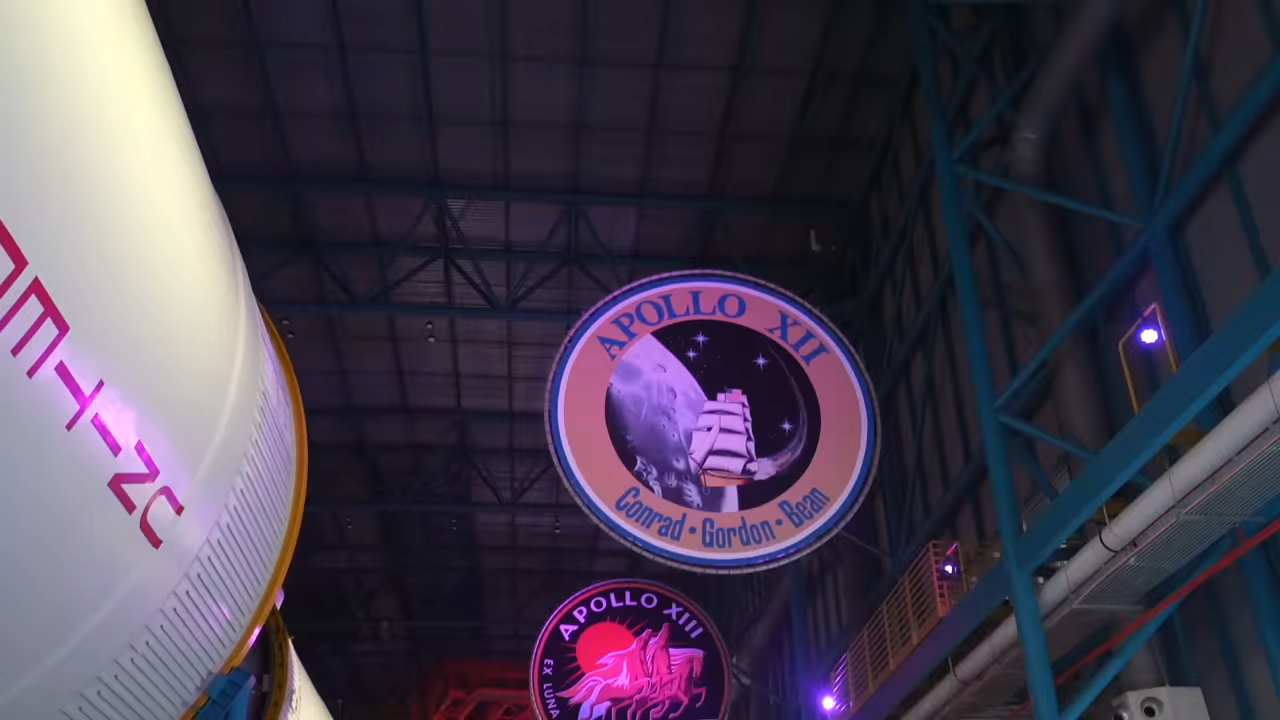 APOLLO XII
Conrad • Gordon • Bean
APOLLO XIII
EX LUNA